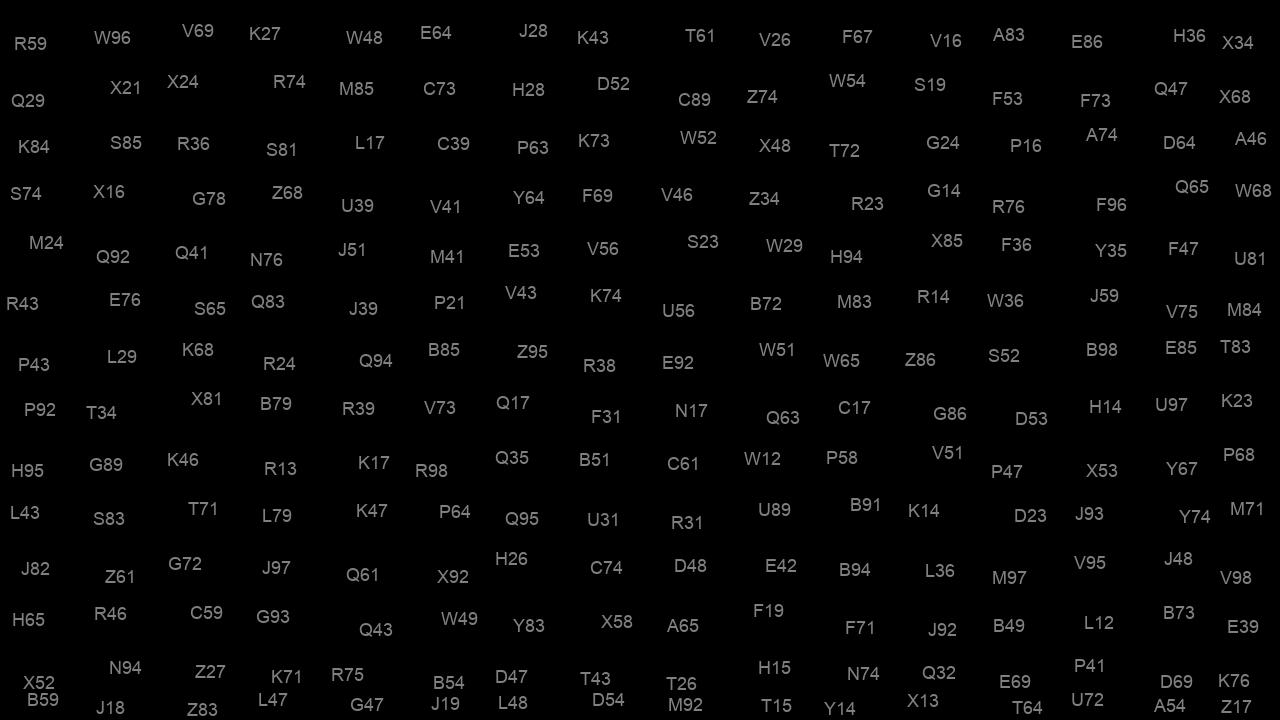 R59 W96 V69 K27 W48 E64 J28 K43 T61 V26 F67 V16 A83 E86 H36 X34
Q29 X21 X24 R74 M85 C73 H28 D52 C89 Z74 W54 S19 F53 F73 Q47 X68
K84 S85 R36 S81 L17 C39 P63 K73 W52 X48 T72 G24 P16 A74 D64 A46
S74 X16 G78 Z68 U39 V41 Y64 F69 V46 Z34 R23 G14 R76 F96 Q65 W68
M24 Q92 Q41 N76 J51 M41 E53 V56 S23 W29 H94 X85 F36 Y35 F47 U81
R43 E76 S65 Q83 J39 P21 V43 K74 U56 B72 M83 R14 W36 J59 V75 M84
P43 L29 K68 R24 Q94 B85 Z95 R38 E92 W51 W65 Z86 S52 B98 E85 T83
P92 T34 X81 B79 R39 V73 Q17 F31 N17 Q63 C17 G86 D53 H14 U97 K23
H95 G89 K46 R13 K17 R98 Q35 B51 C61 W12 P58 V51 P47 X53 Y67 P68
L43 S83 T71 L79 K47 P64 Q95 U31 R31 U89 B91 K14 D23 J93 Y74 M71
J82 Z61 G72 J97 Q61 X92 H26 C74 D48 E42 B94 L36 M97 V95 J48 V98
H65 R46 C59 G93 Q43 W49 Y83 X58 A65 F19 F71 J92 B49 L12 B73 E39
X52 N94 Z27 K71 R75 B54 D47 T43 T26 H15 N74 Q32 E69 P41 D69 K76
B59 J18 Z83 L47 G47 J19 L48 D54 M92 T15 Y14 X13 T64 U72 A54 Z17